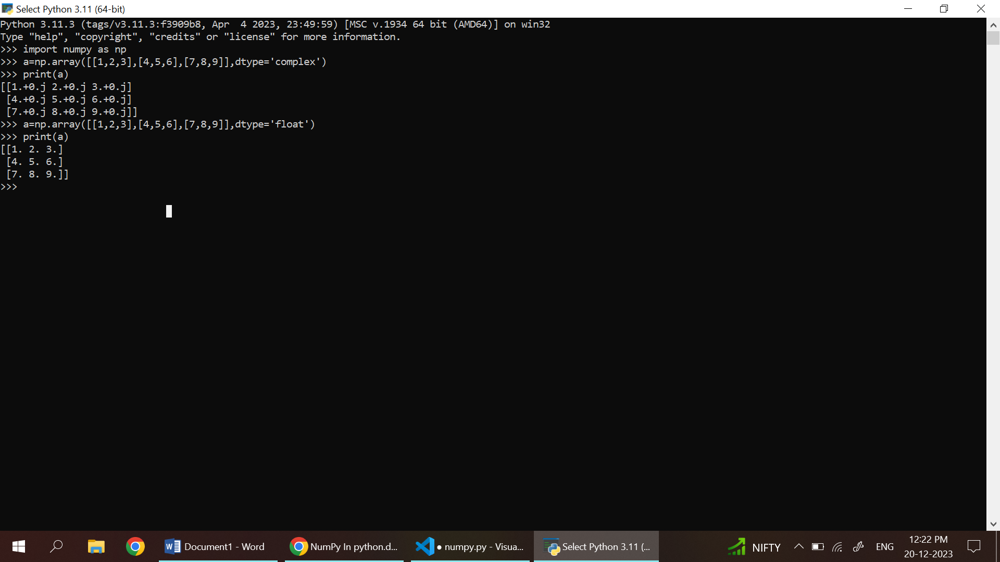 Select Python 3.11 (64-bit)
Python 3.11.3 (tags/v3.11.3:f3909b8, Apr  4 2023, 23:49:59) [MSC v.1934 64 bit (AMD64)] on win32
Type "help", "copyright", "credits" or "license" for more information.
>>> import numpy as np
>>> a=np.array([[1,2,3],[4,5,6],[7,8,9]],dtype='complex')
>>> print(a)
[[1.+0.j 2.+0.j 3.+0.j]
 [4.+0.j 5.+0.j 6.+0.j]
 [7.+0.j 8.+0.j 9.+0.j]]
>>> a=np.array([[1,2,3],[4,5,6],[7,8,9]],dtype='float')
>>> print(a)
[[1. 2. 3.]
 [4. 5. 6.]
 [7. 8. 9.]]
>>>
Document1 - Word
NumPy In python.d...
● numpy.py - Visua...
Select Python 3.11 (...
NIFTY
ENG
12:22 PM
20-12-2023